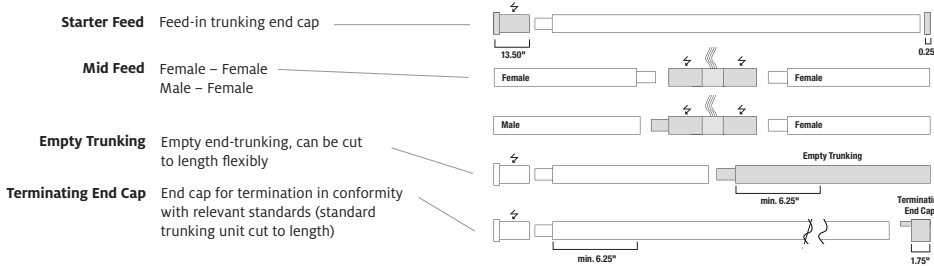 Starter Feed Feed-in trunking end cap
13.50"
0.25
Mid Feed Female – Female
Male – Female
Female
Female
Male
Female
Empty Trunking Empty end-trunking, can be cut
to length flexibly
Empty Trunking
min. 6.25"
Terminating End Cap End cap for termination in conformity
with relevant standards (standard
trunking unit cut to length)
min. 6.25"
End Cap
1.75"